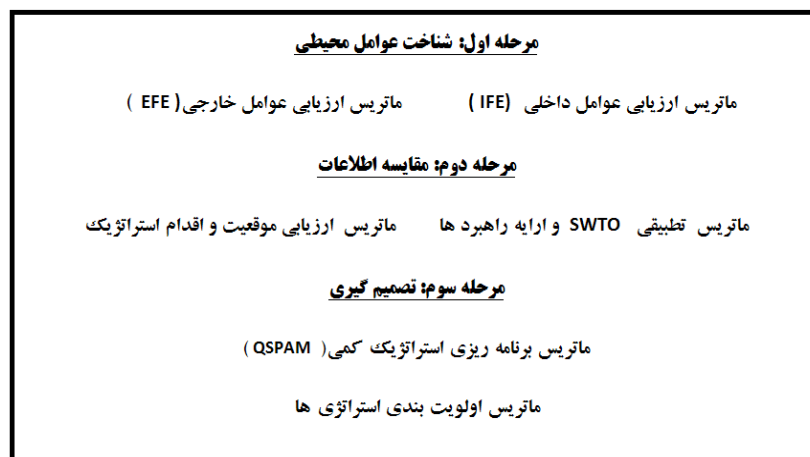 مرحله اول: شناخت عوامل محیطی
ماتریس ارزیابی عوامل داخلی (IFE ) ماتریس ارزیابی عوامل خارجی( EFE )
مرحله دوم: مقایسه اطلاعات
ماتریس تطبیقی SWTO و ارایه راهبرد ها ماتریس ارزیابی موقعیت و اقدام استراتژیک
مرحله سوم: تصمیم گیری
ماتریس برنامه ریزی استراتژیک کمی( QSPAM )
ماتریس اولویت بندی استراتژی ها